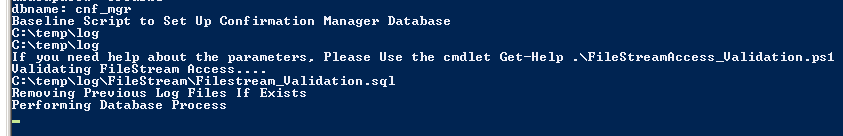 dbname: cnf_mgr
Baseline Script to Set Up Confirmation Manager Database
C:\temp\log
C:\temp\log
If you need help about the parameters, Please Use the cmdlet Get-Help .\FileStreamAccess_Validation.ps1
Validating FileStream Access....
C:\temp\log\FileStream\Filestream_Validation.sql
Removing Previous Log Files If Exists
Performing Database Process